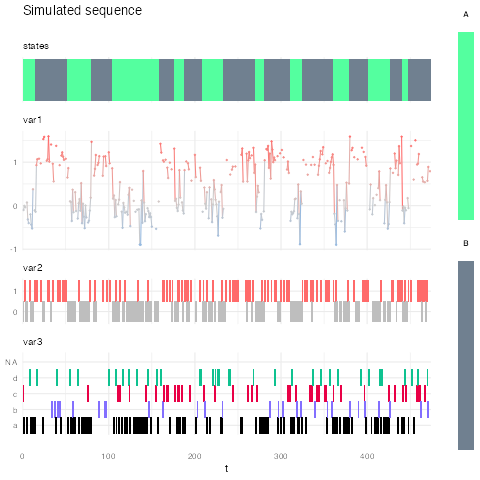 Simulated sequence
A
states
var1
1
0
-1
B
var2
1
0
var3
NA
d
c
b
a
0 100 200 300 400
t